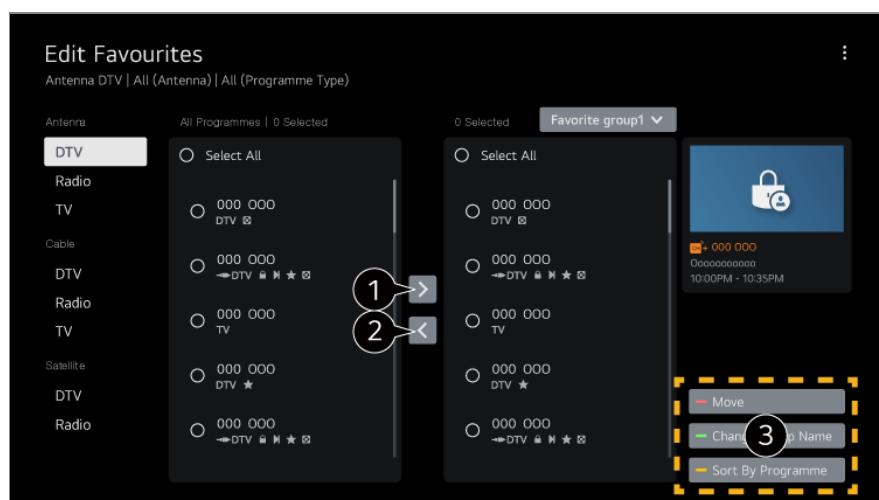 Edit Favourites
Antenna DTV | All (Antenna) | All (Programme Type)
Antenna
DTV
Radio
TV
Cable
DTV
Radio
TV
Satellite
DTV
Radio
All Programmes | 0 Selected
Select All
000 000
DTV
000 000
DTV
000 000
TV
000 000
DTV
000 000
DTV
1
2
0 Selected
Favorite group1
Select All
000 000
DTV
000 000
DTV
000 000
TV
000 000
DTV
000 000
DTV
CH+ 000 000
Ooooooooooo
10:00PM - 10:35PM
Move
3
Name
Sort By Programme